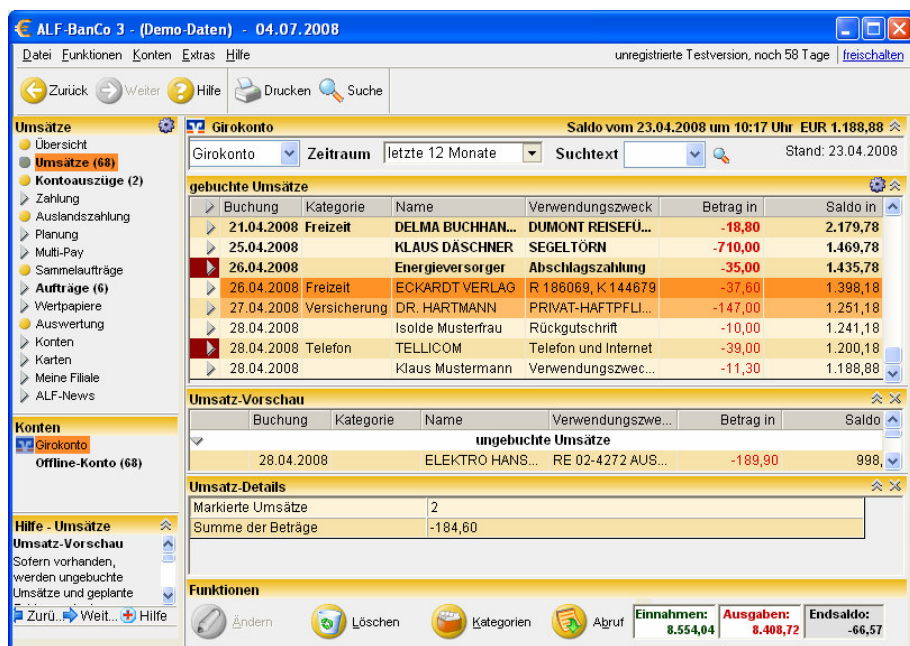 ALF-BanCo 3 - (Demo-Daten) - 04.07.2008
Datei Funktionen Konten Extras Hilfe unregistrierte Testversion, noch 58 Tage freischalten
Zurück Weiter Hilfe Drucken Suche
Umsätze
Übersicht
Umsätze (68)
Kontoauszüge (2)
Zahlung
Auslandszahlung
Planung
Multi-Pay
Sammelaufträge
Aufträge (6)
Wertpapiere
Auswertung
Konten
Karten
Meine Filiale
ALF-News
Konten
Girokonto
Offline-Konto (68)
Hilfe - Umsätze
Umsatz-Vorschau
Sofern vorhanden,
werden ungebuchte
Umsätze und geplante
Zurü.. Weit... Hilfe
Girokonto Saldo vom 23.04.2008 um 10:17 Uhr EUR 1.188,88
Girokonto Zeitraum letzte 12 Monate Suchtext Stand: 23.04.2008
gebuchte Umsätze
Buchung Kategorie Name Verwendungszweck Betrag in Saldo in
21.04.2008 Freizeit DELMA BUCHHAN... DUMONT REISEFÜ... -18,80 2.179,78
25.04.2008 KLAUS DÄSCHNER SEGELTÖRN -710,00 1.469,78
26.04.2008 Energieversorger Abschlagszahlung -35,00 1.435,78
26.04.2008 Freizeit ECKARDT VERLAG R 186069, K 144679 -37,60 1.398,18
27.04.2008 Versicherung DR. HARTMANN PRIVAT-HAFTPFLI... -147,00 1.251,18
28.04.2008 Isolde Musterfrau Rückgutschrift -10,00 1.241,18
28.04.2008 Telefon TELLICOM Telefon und Internet -39,00 1.200,18
28.04.2008 Klaus Mustermann Verwendungszwec... -11,30 1.188,88
Umsatz-Vorschau
Buchung Kategorie Name Verwendungszwe... Betrag in Saldo
ungebuchte Umsätze
28.04.2008 ELEKTRO HANS... RE 02-4272 AUS... -189,90 998,
Umsatz-Details
Markierte Umsätze 2
Summe der Beträge -184,60
Funktionen
Ändern Löschen Kategorien Abruf
Einnahmen: 8.554,04 Ausgaben: 8.408,72 Endsaldo: -66,57